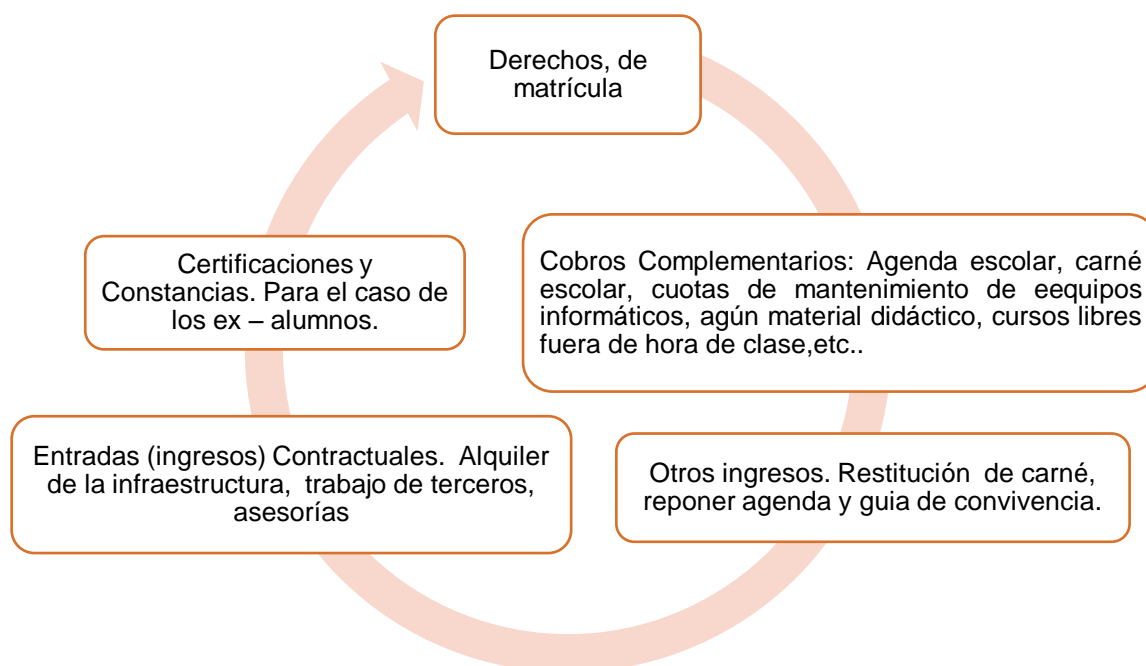 Derechos, de
matrícula
Cobros Complementarios: Agenda escolar, carné
escolar, cuotas de mantenimiento de eequipos
informáticos, agún material didáctico, cursos libres
fuera de hora de clase,etc..
Otros ingresos. Restitución de carné,
reponer agenda y guia de convivencia.
Entradas (ingresos) Contractuales. Alquiler
de la infraestructura, trabajo de terceros,
asesorías
Certificaciones y
Constancias. Para el caso de
los ex – alumnos.